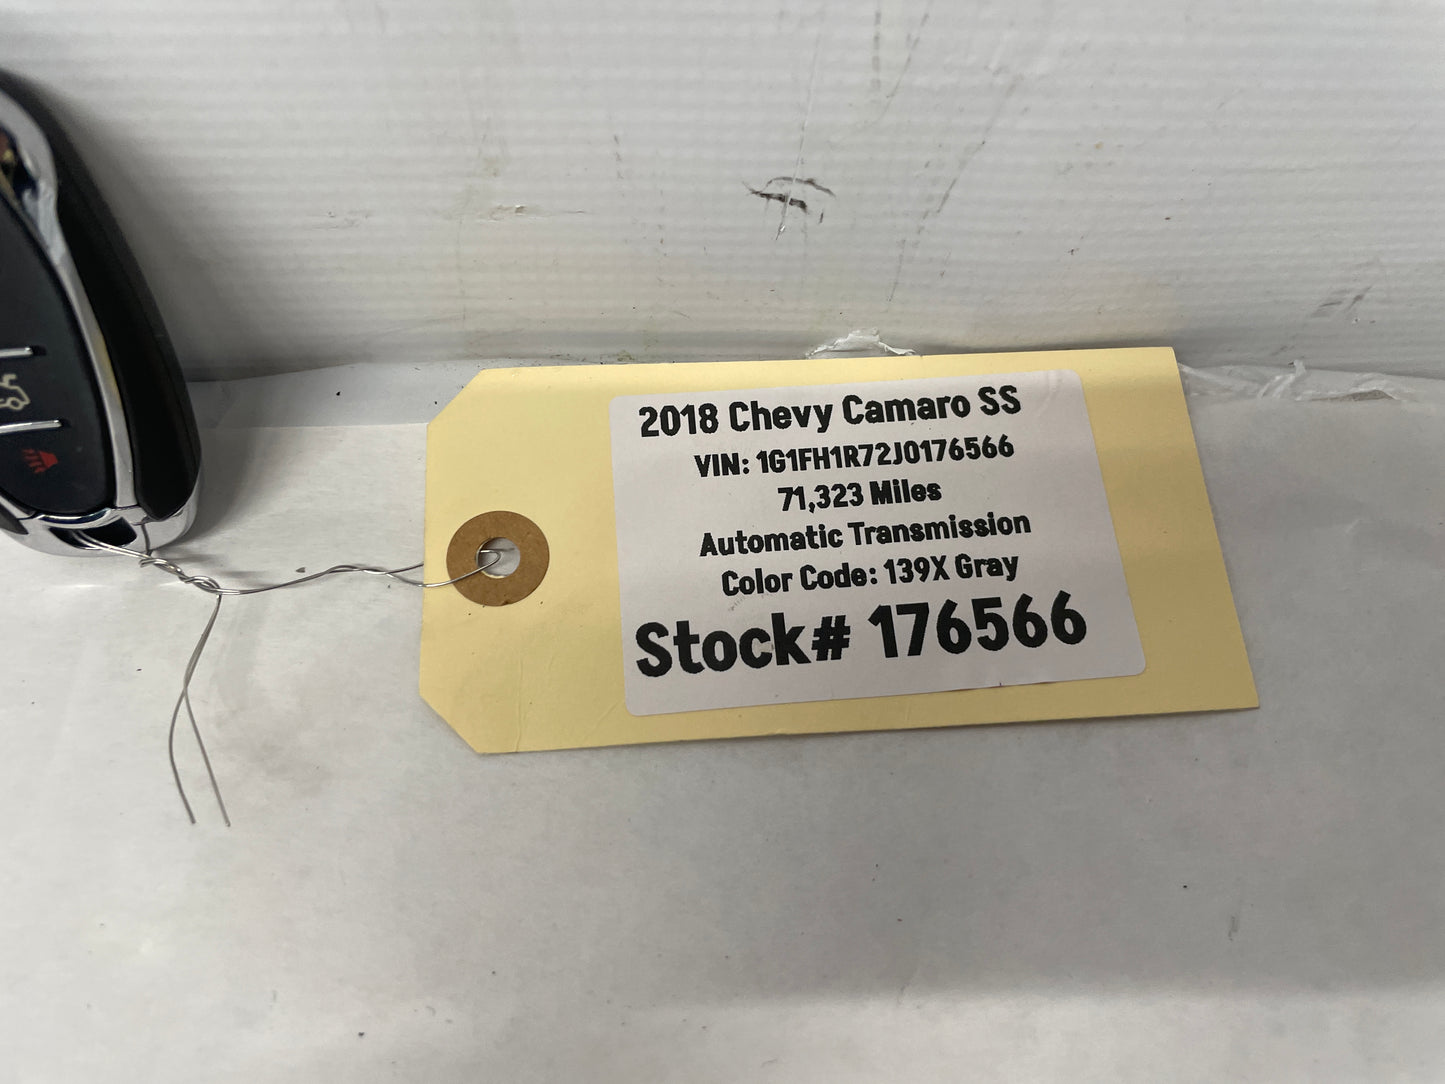 2018 Chevy Camaro SS
VIN: 1G1FH1R72J0176566
71,323 Miles
Automatic Transmission
Color Code: 139X Gray
Stock# 176566